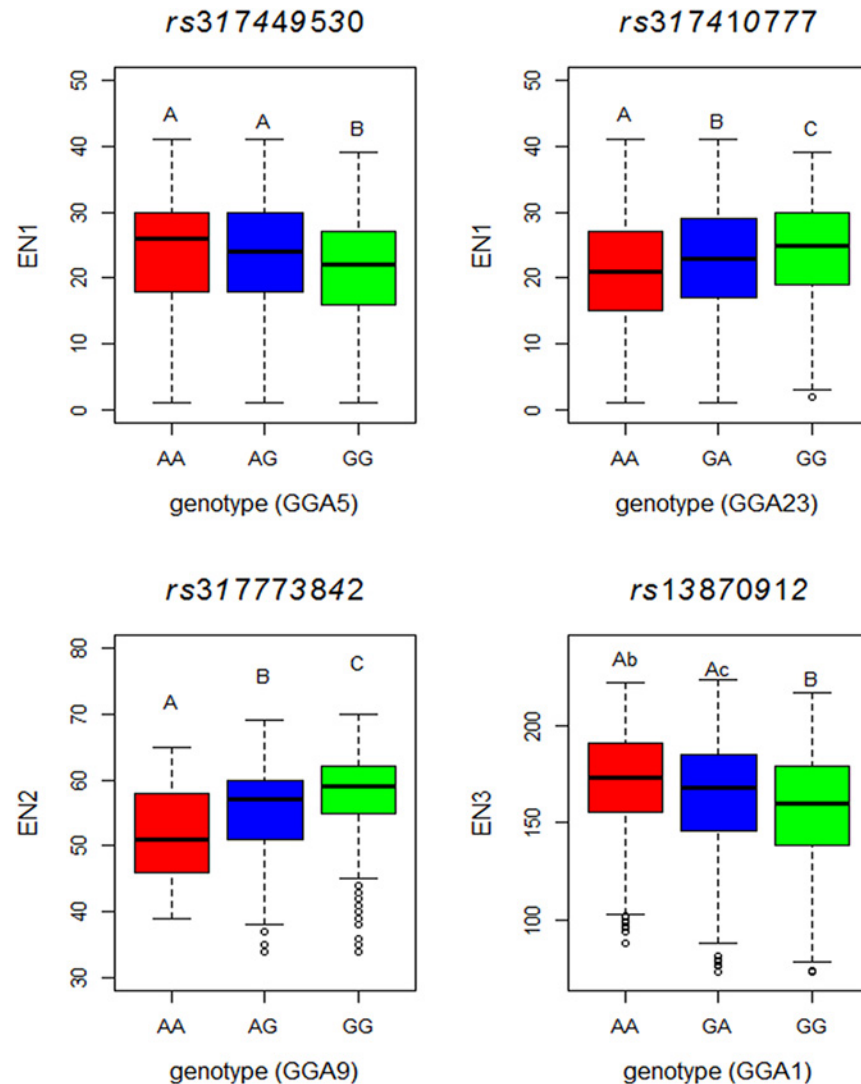 rs317449530
50
40
30
20
10
0
EN1
A A B
AA AG GG
genotype (GGA5)
rs317410777
50
40
30
20
10
0
EN1
A B C
AA GA GG
genotype (GGA23)
rs317773842
80
70
60
50
40
30
EN2
A B C
AA AG GG
genotype (GGA9)
rs13870912
200
150
100
EN3
Ab Ac B
AA GA GG
genotype (GGA1)